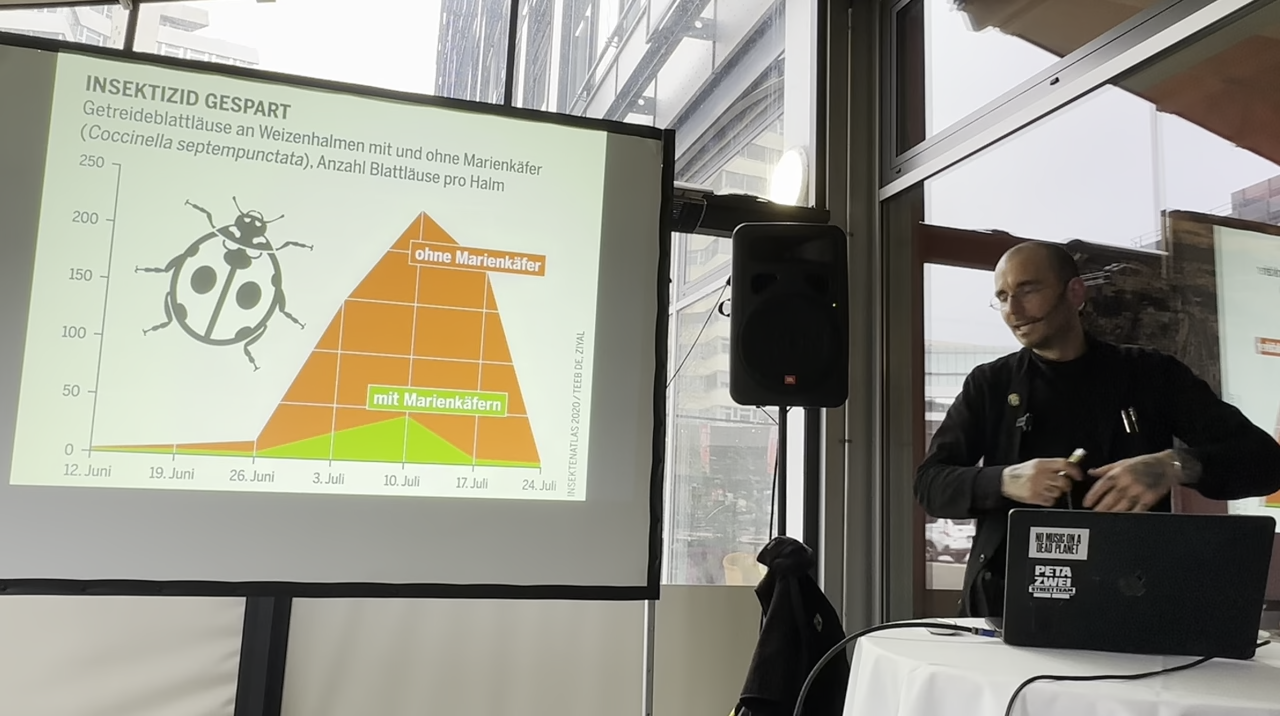 INSEKTIZID GESPART
Getreideblattläuse an Weizenhalmen mit und ohne Marienkäfer
(Coccinella septempunctata), Anzahl Blattläuse pro Halm
250
200
150
100
50
0
ohne Marienkäfer
mit Marienkäfern
12. Juni
19. Juni
26. Juni
3. Juli
10. Juli
17. Juli
24. Juli
INSEKTENATLAS 2020 / TEEB DE, ZIYAL
JBL
NO MUSIC ON A
DEAD PLANET
PETA
ZWEI
STREET TEAM